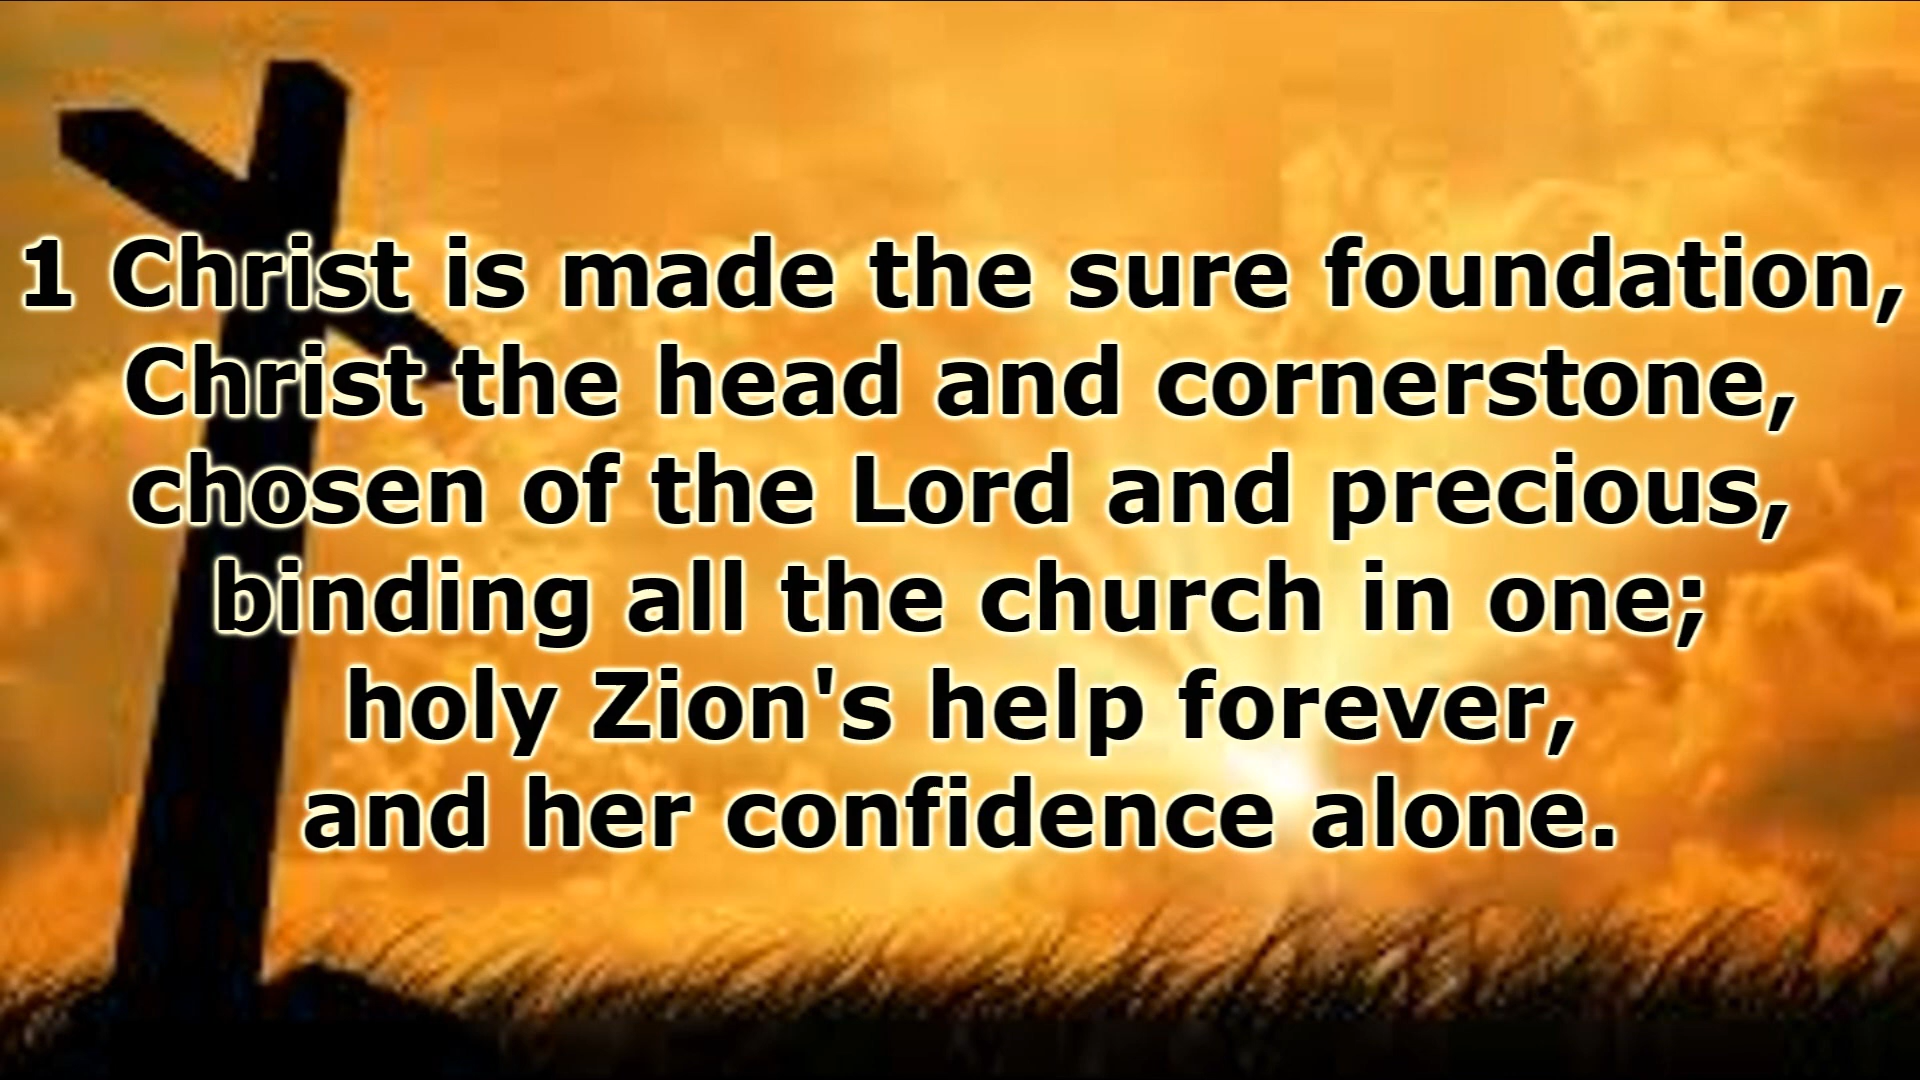 1 Christ is made the sure foundation,
Christ the head and cornerstone,
chosen of the Lord and precious,
binding all the church in one;
holy Zion's help forever,
and her confidence alone.